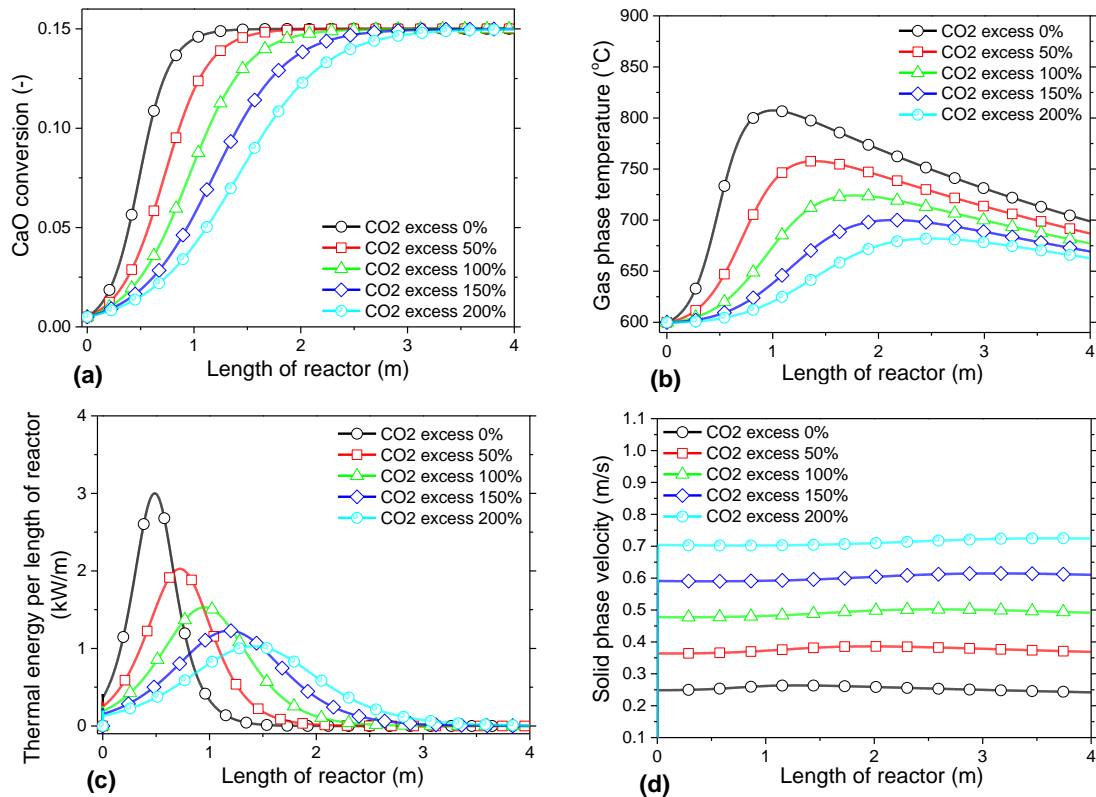 0.15
0.10
0.05
0.00
CaO conversion (-)
CO2 excess 0%
CO2 excess 50%
CO2 excess 100%
CO2 excess 150%
CO2 excess 200%
0 1 2 3 4
Length of reactor (m)
(a)
900
850
800
750
700
650
600
Gas phase temperature (°C)
CO2 excess 0%
CO2 excess 50%
CO2 excess 100%
CO2 excess 150%
CO2 excess 200%
0 1 2 3 4
Length of reactor (m)
(b)
4
3
2
1
0
Thermal energy per length of reactor
(kW/m)
CO2 excess 0%
CO2 excess 50%
CO2 excess 100%
CO2 excess 150%
CO2 excess 200%
0 1 2 3 4
Length of reactor (m)
(c)
1.1
1.0
0.9
0.8
0.7
0.6
0.5
0.4
0.3
0.2
0.1
Solid phase velocity (m/s)
CO2 excess 0%
CO2 excess 50%
CO2 excess 100%
CO2 excess 150%
CO2 excess 200%
0 1 2 3 4
Length of reactor (m)
(d)